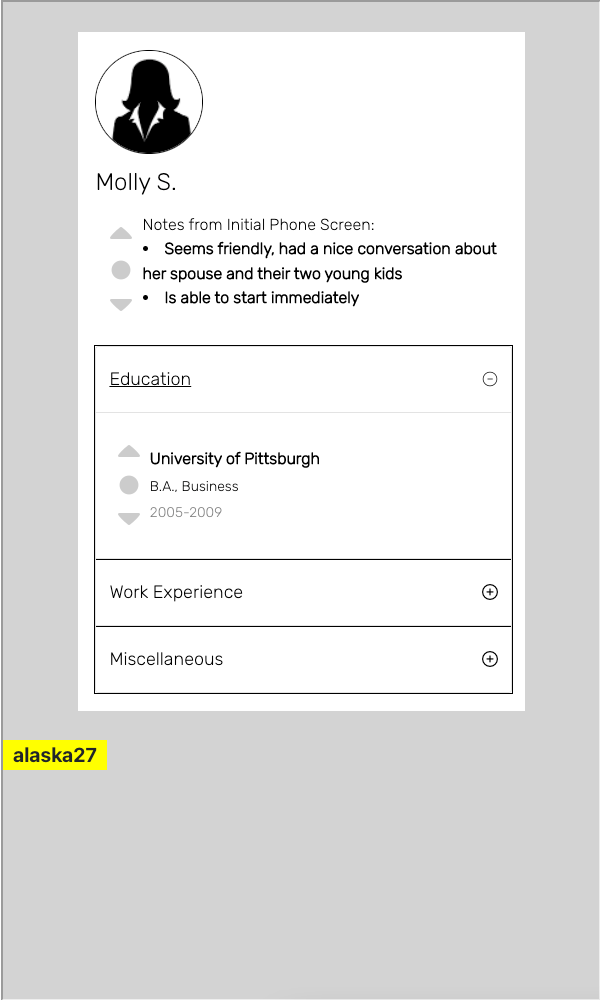 Molly S.
Notes from Initial Phone Screen:
• Seems friendly, had a nice conversation about
her spouse and their two young kids
• Is able to start immediately
Education
University of Pittsburgh
B.A., Business
2005-2009
Work Experience
Miscellaneous
alaska27